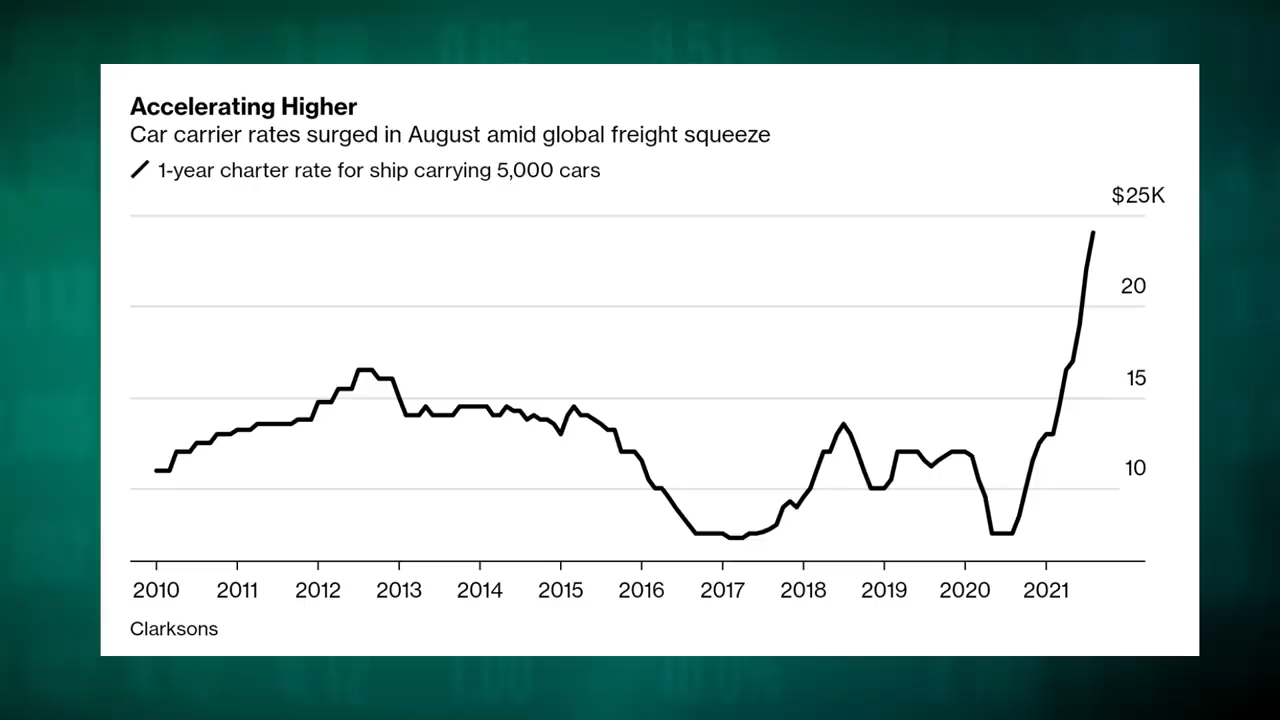 Accelerating Higher
Car carrier rates surged in August amid global freight squeeze
1-year charter rate for ship carrying 5,000 cars
$25K
20
15
10
2010 2011 2012 2013 2014 2015 2016 2017 2018 2019 2020 2021
Clarksons